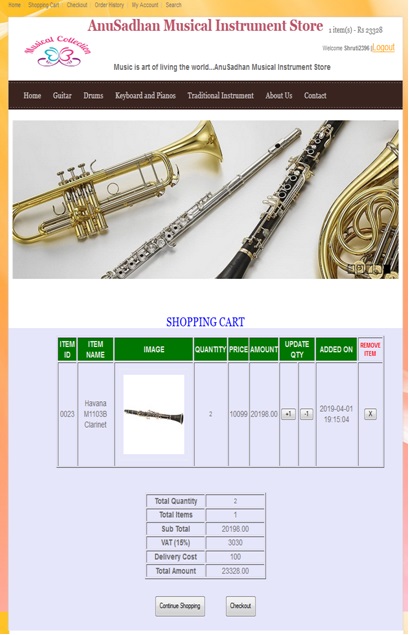 Home Shopping Cart Checkout Order History My Account Search
AnuSadhan Musical Instrument Store
1 item(s) - Rs 23328
Musical Collection
Welcome Shruti2396 | Logout
Music is art of living the world...AnuSadhan Musical Instrument Store
Home Guitar Drums Keyboard and Pianos Traditional Instrument About Us Contact
SHOPPING CART
ITEM ID ITEM NAME IMAGE QUANTITY PRICE AMOUNT UPDATE QTY ADDED ON REMOVE ITEM
0023 Havana M1103B Clarinet 2 10099 20198.00 +1 -1 2019-04-01 19:15:04 X
Total Quantity 2
Total Items 1
Sub Total 20198.00
VAT (15%) 3030
Delivery Cost 100
Total Amount 23328.00
Continue Shopping Checkout